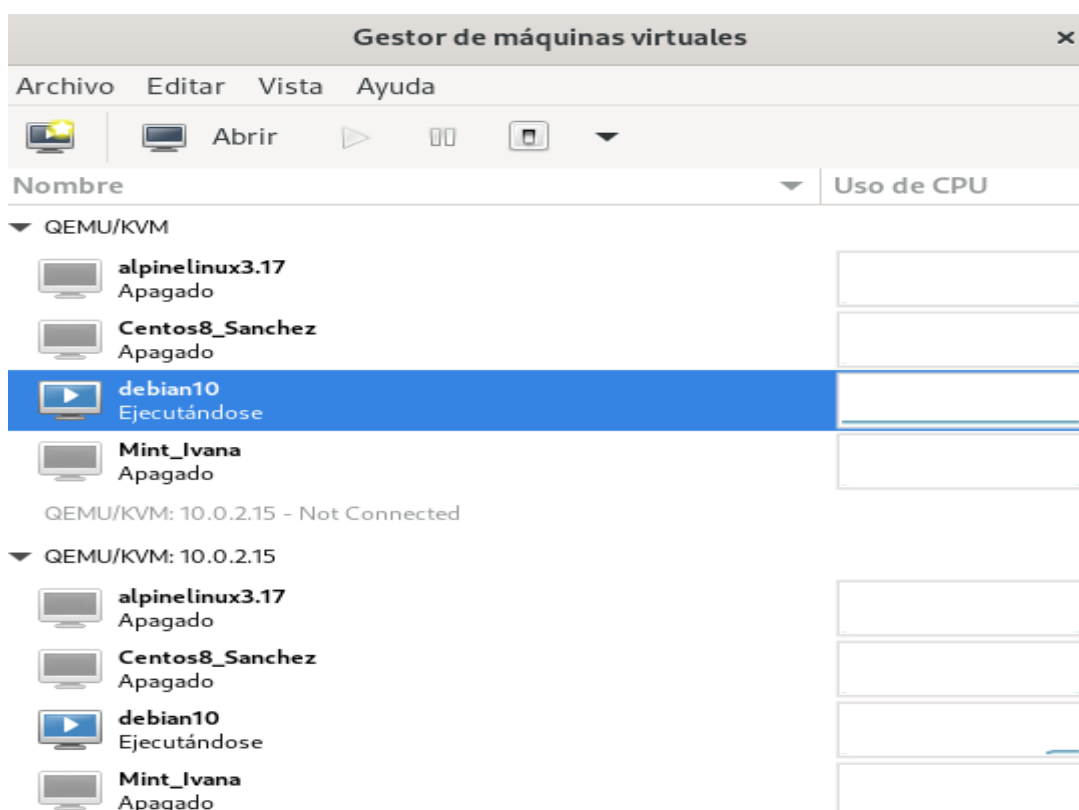 Gestor de máquinas virtuales ×
Archivo Editar Vista Ayuda
Abrir
Nombre Uso de CPU
QEMU/KVM
alpinelinux3.17
Apagado
Centos8_Sanchez
Apagado
debian10
Ejecutándose
Mint_Ivana
Apagado
QEMU/KVM: 10.0.2.15 - Not Connected
QEMU/KVM: 10.0.2.15
alpinelinux3.17
Apagado
Centos8_Sanchez
Apagado
debian10
Ejecutándose
Mint_Ivana
Apagado